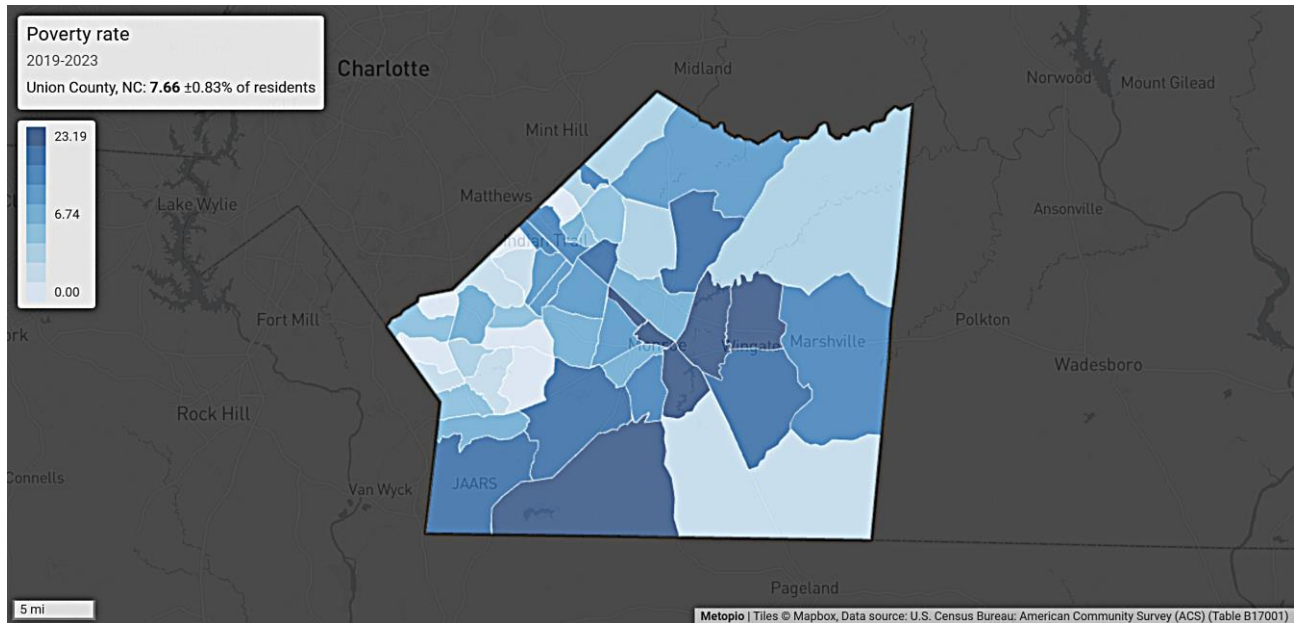 Poverty rate
2019-2023
Union County, NC: 7.66 ±0.83% of residents
23.19
6.74
0.00
Charlotte
Midland
Norwood
Mount Gilead
Mint Hill
Matthews
Lake Wylie
Ansonville
Indian Trail
Fort Mill
Polkton
ork
Monroe
Wingate
Marshville
Wadesboro
Rock Hill
Connells
Van Wyck
JAARS
Pageland
5 mi
Metopio | Tiles © Mapbox, Data source: U.S. Census Bureau: American Community Survey (ACS) (Table B17001)